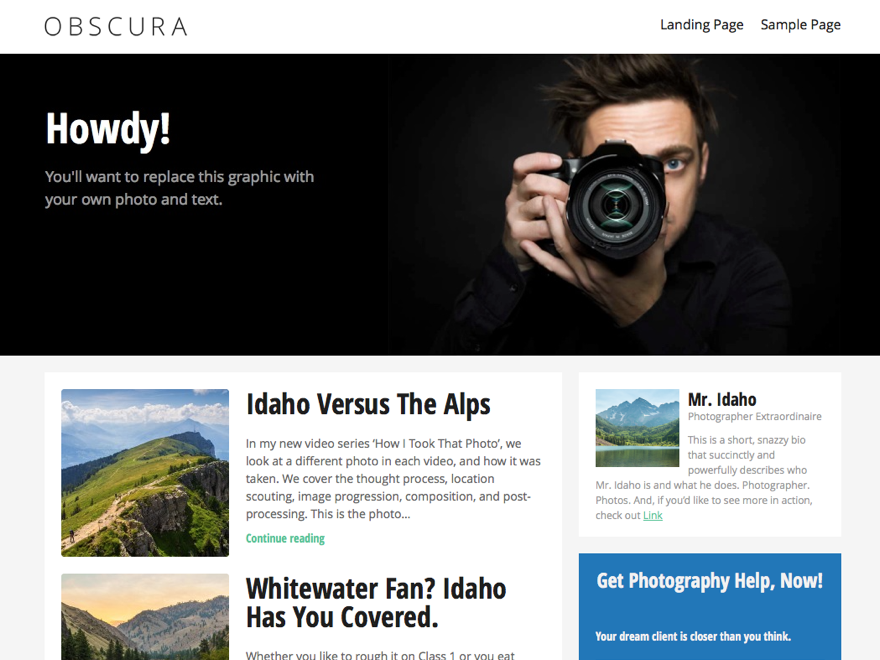 OBSCURA
Landing Page
Sample Page
Howdy!
You'll want to replace this graphic with
your own photo and text.
Idaho Versus The Alps
In my new video series ‘How I Took That Photo’, we
look at a different photo in each video, and how it was
taken. We cover the thought process, location
scouting, image progression, composition, and post-
processing. This is the photo...
Continue reading
Whitewater Fan? Idaho
Has You Covered.
Whether you like to rough it on Class 1 or you eat
Mr. Idaho
Photographer Extraordinaire
This is a short, snazzy bio
that succinctly and
powerfully describes who
Mr. Idaho is and what he does. Photographer.
Photos. And, if you’d like to see more in action,
check out Link
Get Photography Help, Now!
Your dream client is closer than you think.